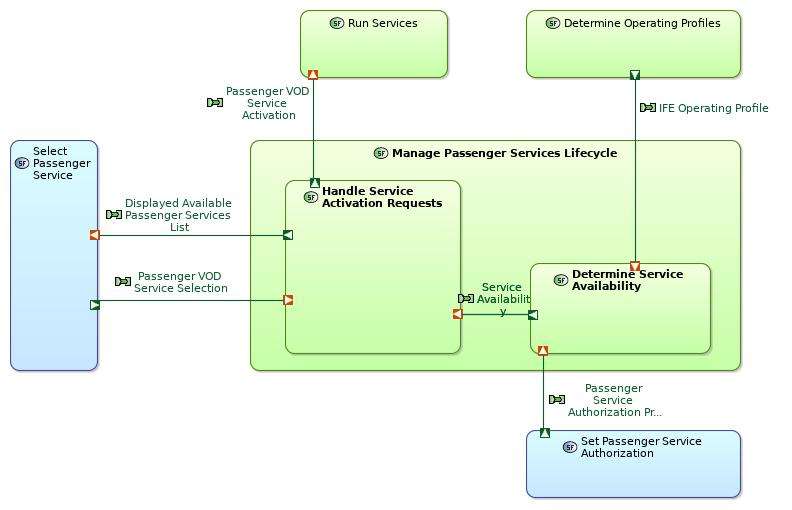 SF Run Services
SF Determine Operating Profiles
Passenger VOD
Service
Activation
IFE Operating Profile
SF Select
Passenger
Service
SF Manage Passenger Services Lifecycle
SF Handle Service
Activation Requests
Displayed Available
Passenger Services
List
Passenger VOD
Service Selection
Service
Availabilit
y
SF Determine Service
Availability
Passenger
Service
Authorization Pr...
SF Set Passenger Service
Authorization